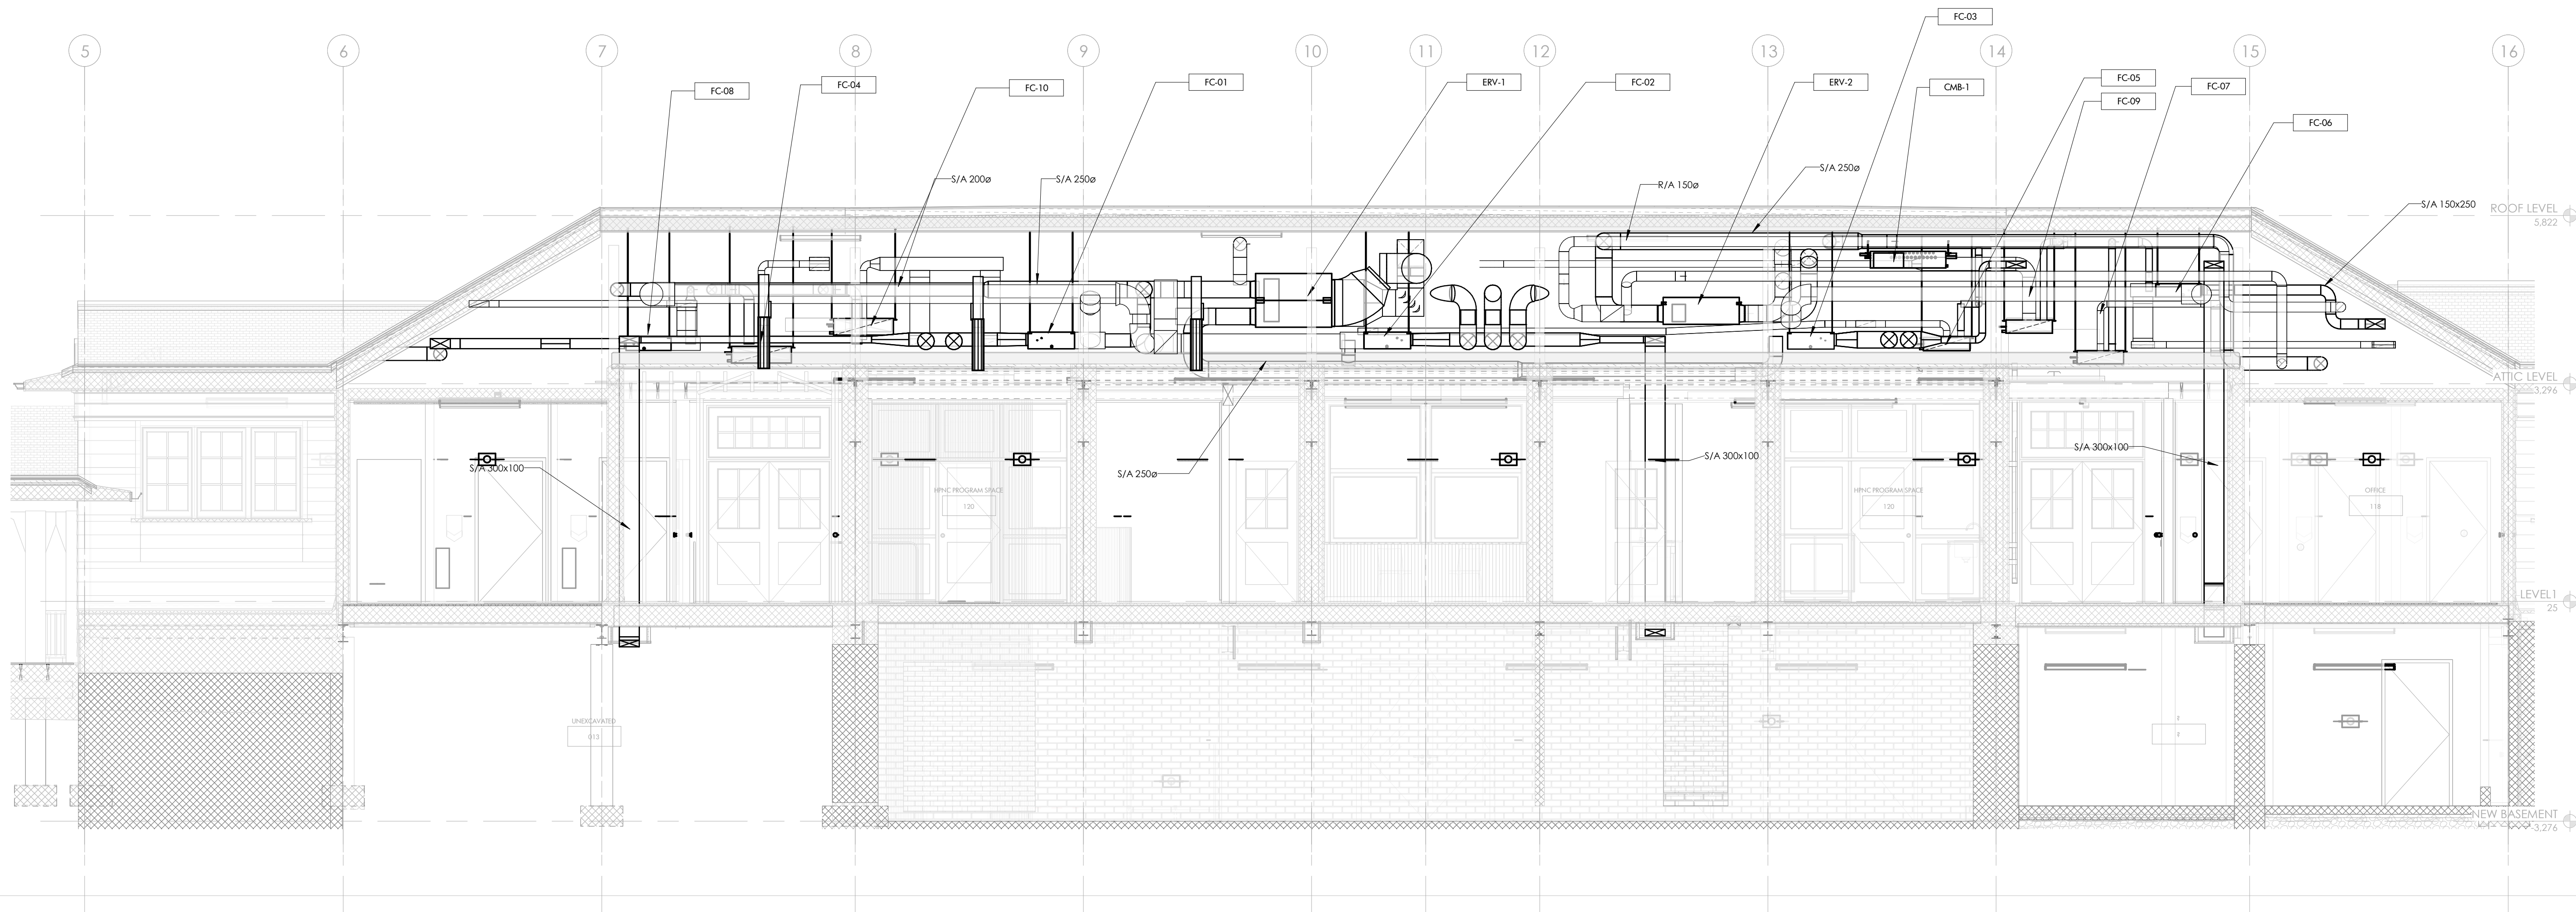 FC-03
5
6
7
8
9
10
11
12
13
14
15
16
FC-08
FC-04
FC-10
FC-01
ERV-1
FC-02
ERV-2
CMB-1
FC-05
FC-09
FC-07
FC-06
S/A 200ø
S/A 250ø
R/A 150ø
S/A 250ø
S/A 150x250
ROOF LEVEL
5,822
ATTIC LEVEL
3,296
S/A 300x100
S/A 250ø
S/A 300x100
S/A 300x100
HPNC PROGRAM SPACE
120
HPNC PROGRAM SPACE
120
OFFICE
118
LEVEL1
25
UNEXCAVATED
013
F
F
NEW BASEMENT
-3,276